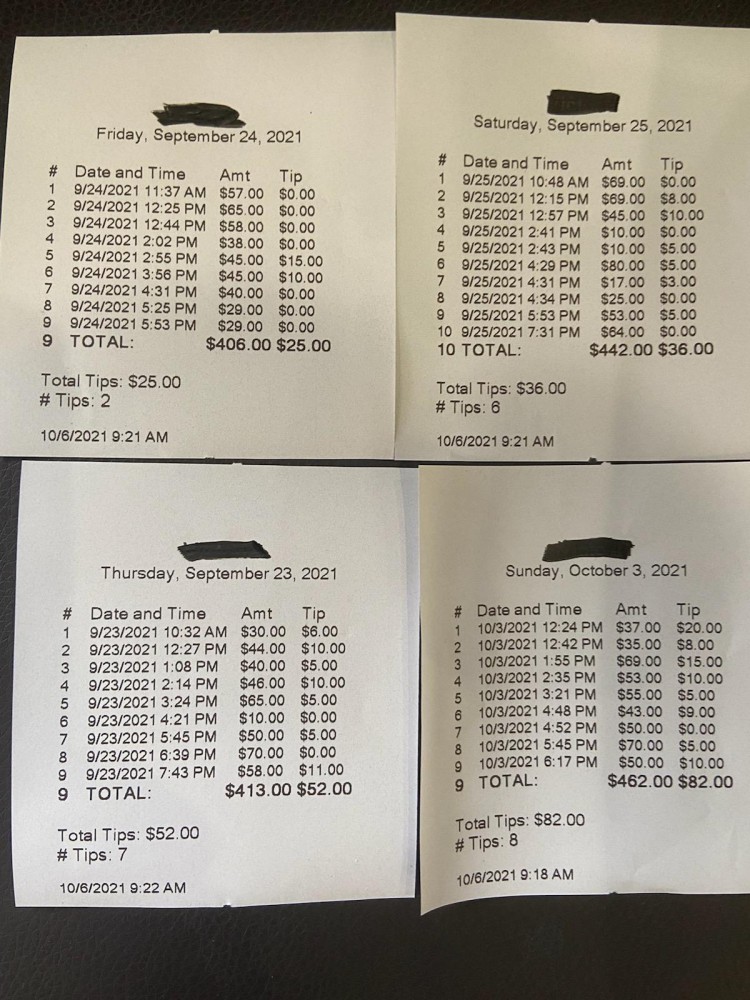 Friday, September 24, 2021
# Date and Time Amt Tip
1 9/24/2021 11:37 AM $57.00 $0.00
2 9/24/2021 12:25 PM $65.00 $0.00
3 9/24/2021 12:44 PM $58.00 $0.00
4 9/24/2021 2:02 PM $38.00 $0.00
5 9/24/2021 2:55 PM $45.00 $15.00
6 9/24/2021 3:56 PM $45.00 $10.00
7 9/24/2021 4:31 PM $40.00 $0.00
8 9/24/2021 5:25 PM $29.00 $0.00
9 9/24/2021 5:53 PM $29.00 $0.00
9 TOTAL: $406.00 $25.00
Total Tips: $25.00
# Tips: 2
10/6/2021 9:21 AM
Saturday, September 25, 2021
# Date and Time Amt Tip
1 9/25/2021 10:48 AM $69.00 $0.00
2 9/25/2021 12:15 PM $69.00 $8.00
3 9/25/2021 12:57 PM $45.00 $10.00
4 9/25/2021 2:41 PM $10.00 $0.00
5 9/25/2021 2:43 PM $10.00 $5.00
6 9/25/2021 4:29 PM $80.00 $5.00
7 9/25/2021 4:31 PM $17.00 $3.00
8 9/25/2021 4:34 PM $25.00 $0.00
9 9/25/2021 5:53 PM $53.00 $5.00
10 9/25/2021 7:31 PM $64.00 $0.00
10 TOTAL: $442.00 $36.00
Total Tips: $36.00
# Tips: 6
10/6/2021 9:21 AM
Thursday, September 23, 2021
# Date and Time Amt Tip
1 9/23/2021 10:32 AM $30.00 $6.00
2 9/23/2021 12:27 PM $44.00 $10.00
3 9/23/2021 1:08 PM $40.00 $5.00
4 9/23/2021 2:14 PM $46.00 $10.00
5 9/23/2021 3:24 PM $65.00 $5.00
6 9/23/2021 4:21 PM $10.00 $0.00
7 9/23/2021 5:45 PM $50.00 $5.00
8 9/23/2021 6:39 PM $70.00 $0.00
9 9/23/2021 7:43 PM $58.00 $11.00
9 TOTAL: $413.00 $52.00
Total Tips: $52.00
# Tips: 7
10/6/2021 9:22 AM
Sunday, October 3, 2021
# Date and Time Amt Tip
1 10/3/2021 12:24 PM $37.00 $20.00
2 10/3/2021 12:42 PM $35.00 $8.00
3 10/3/2021 1:55 PM $69.00 $15.00
4 10/3/2021 2:35 PM $53.00 $10.00
5 10/3/2021 3:21 PM $55.00 $5.00
6 10/3/2021 4:48 PM $43.00 $9.00
7 10/3/2021 4:52 PM $50.00 $0.00
8 10/3/2021 5:45 PM $70.00 $5.00
9 10/3/2021 6:17 PM $50.00 $10.00
9 TOTAL: $462.00 $82.00
Total Tips: $82.00
# Tips: 8
10/6/2021 9:18 AM